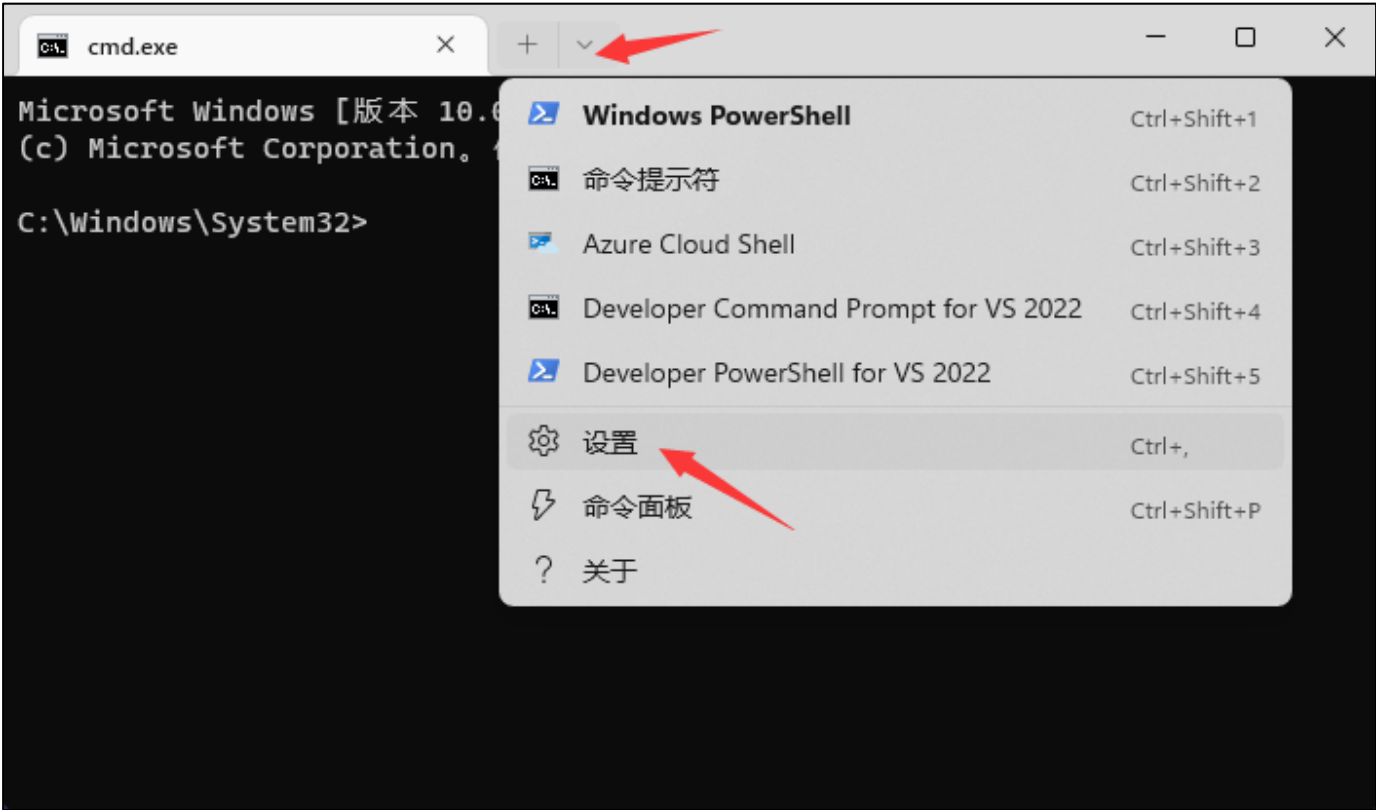 cmd.exe
Microsoft Windows [版本 10.0
(c) Microsoft Corporation。
C:\Windows\System32>
Windows PowerShell Ctrl+Shift+1
命令提示符 Ctrl+Shift+2
Azure Cloud Shell Ctrl+Shift+3
Developer Command Prompt for VS 2022 Ctrl+Shift+4
Developer PowerShell for VS 2022 Ctrl+Shift+5
设置 Ctrl+,
命令面板 Ctrl+Shift+P
关于